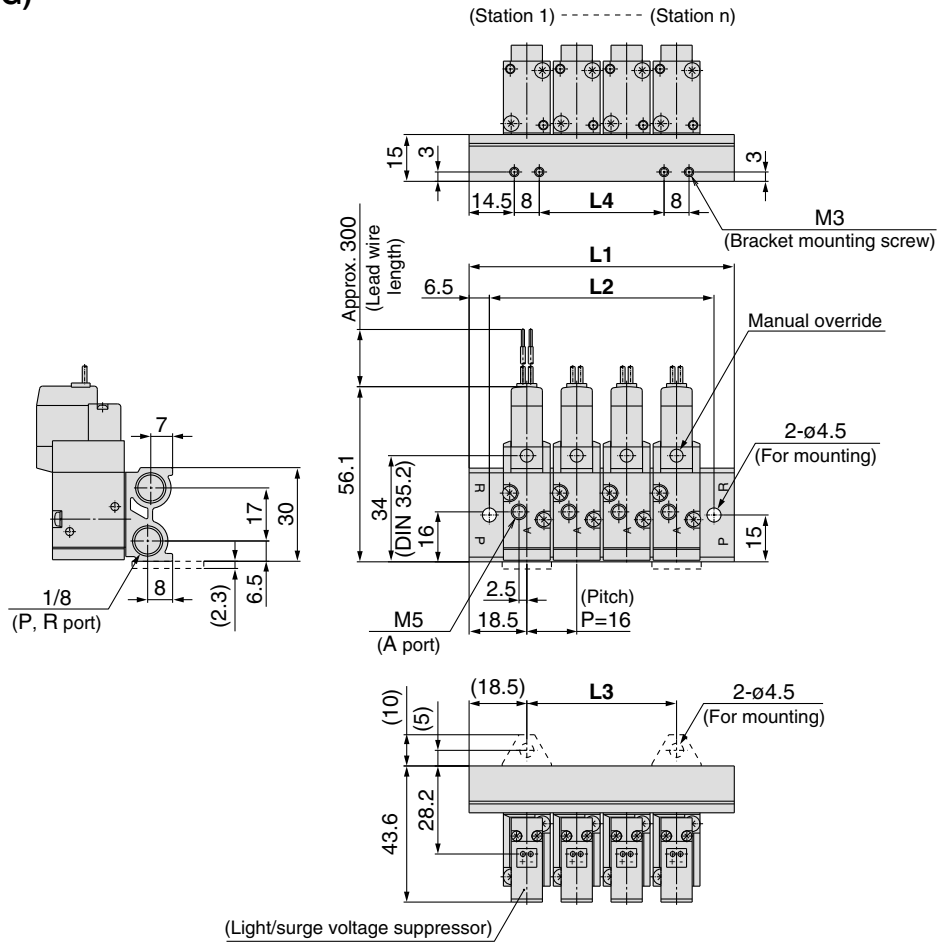 (Station 1) ------- (Station n)
15
3
3
14.5
8
L4
8
M3
(Bracket mounting screw)
Approx. 300
(Lead wire
length)
L1
6.5
L2
Manual override
2-ø4.5
(For mounting)
7
56.1
34
(DIN 35.2)
16
R
R
P
P
A
A
A
A
17
30
15
8
(2.3)
6.5
1/8
(P, R port)
2.5
(Pitch)
M5
(A port)
18.5
P=16
(18.5)
L3
2-ø4.5
(For mounting)
(10)
(5)
43.6
28.2
+ -
+ -
+ -
+ -
(Light/surge voltage suppressor)